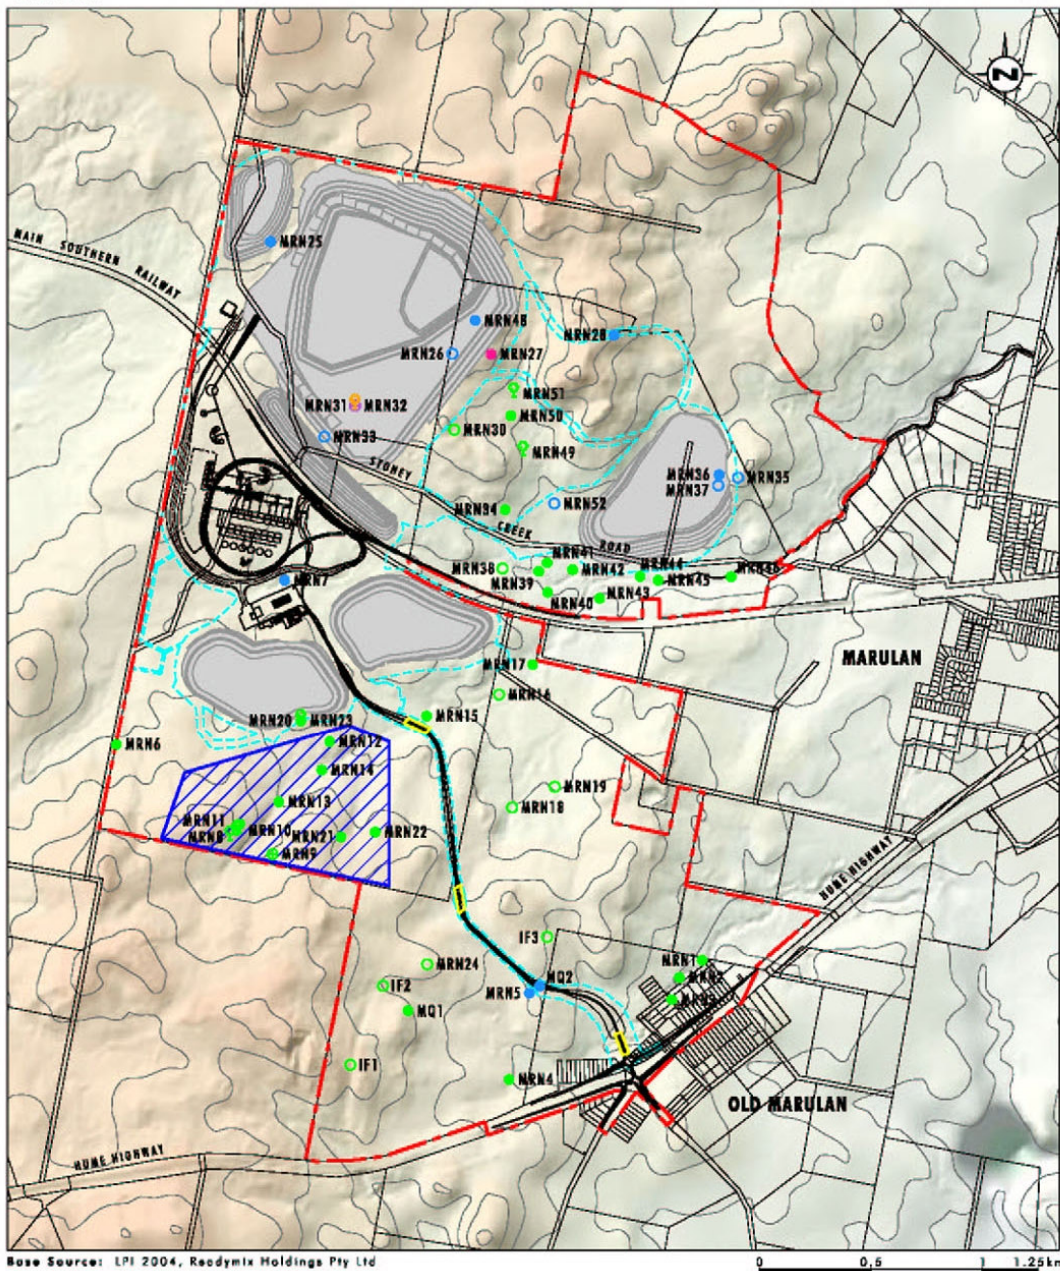 N
MAIN SOUTHERN RAILWAY
MRN25
MRN48
MRN28
MRN26
MRN27
MRN51
MRN31
MRN32
MRN50
MRN30
MRN33
MRN49
STONEY CREEK ROAD
MRN36
MRN35
MRN37
MRN52
MRN34
MRN41
MRN38
MRN42
MRN44
MRN46
MRN39
MRN45
MRN7
MRN40
MRN43
MARULAN
MRN17
MRN16
MRN20
MRN23
MRN15
MRN6
MRN12
MRN14
MRN19
MRN13
MRN18
MRN11
MRN10
MRN8
MRN21
MRN22
MRN9
HUME HIGHWAY
IF3
MRN1
MRN24
MRN2
IF2
MQ2
MRN5
MRN3
MQ1
IF1
MRN4
OLD MARULAN
HUME HIGHWAY
Base Source: LPI 2004, Readymix Holdings Pty Ltd
0 0,5 1 1.25km